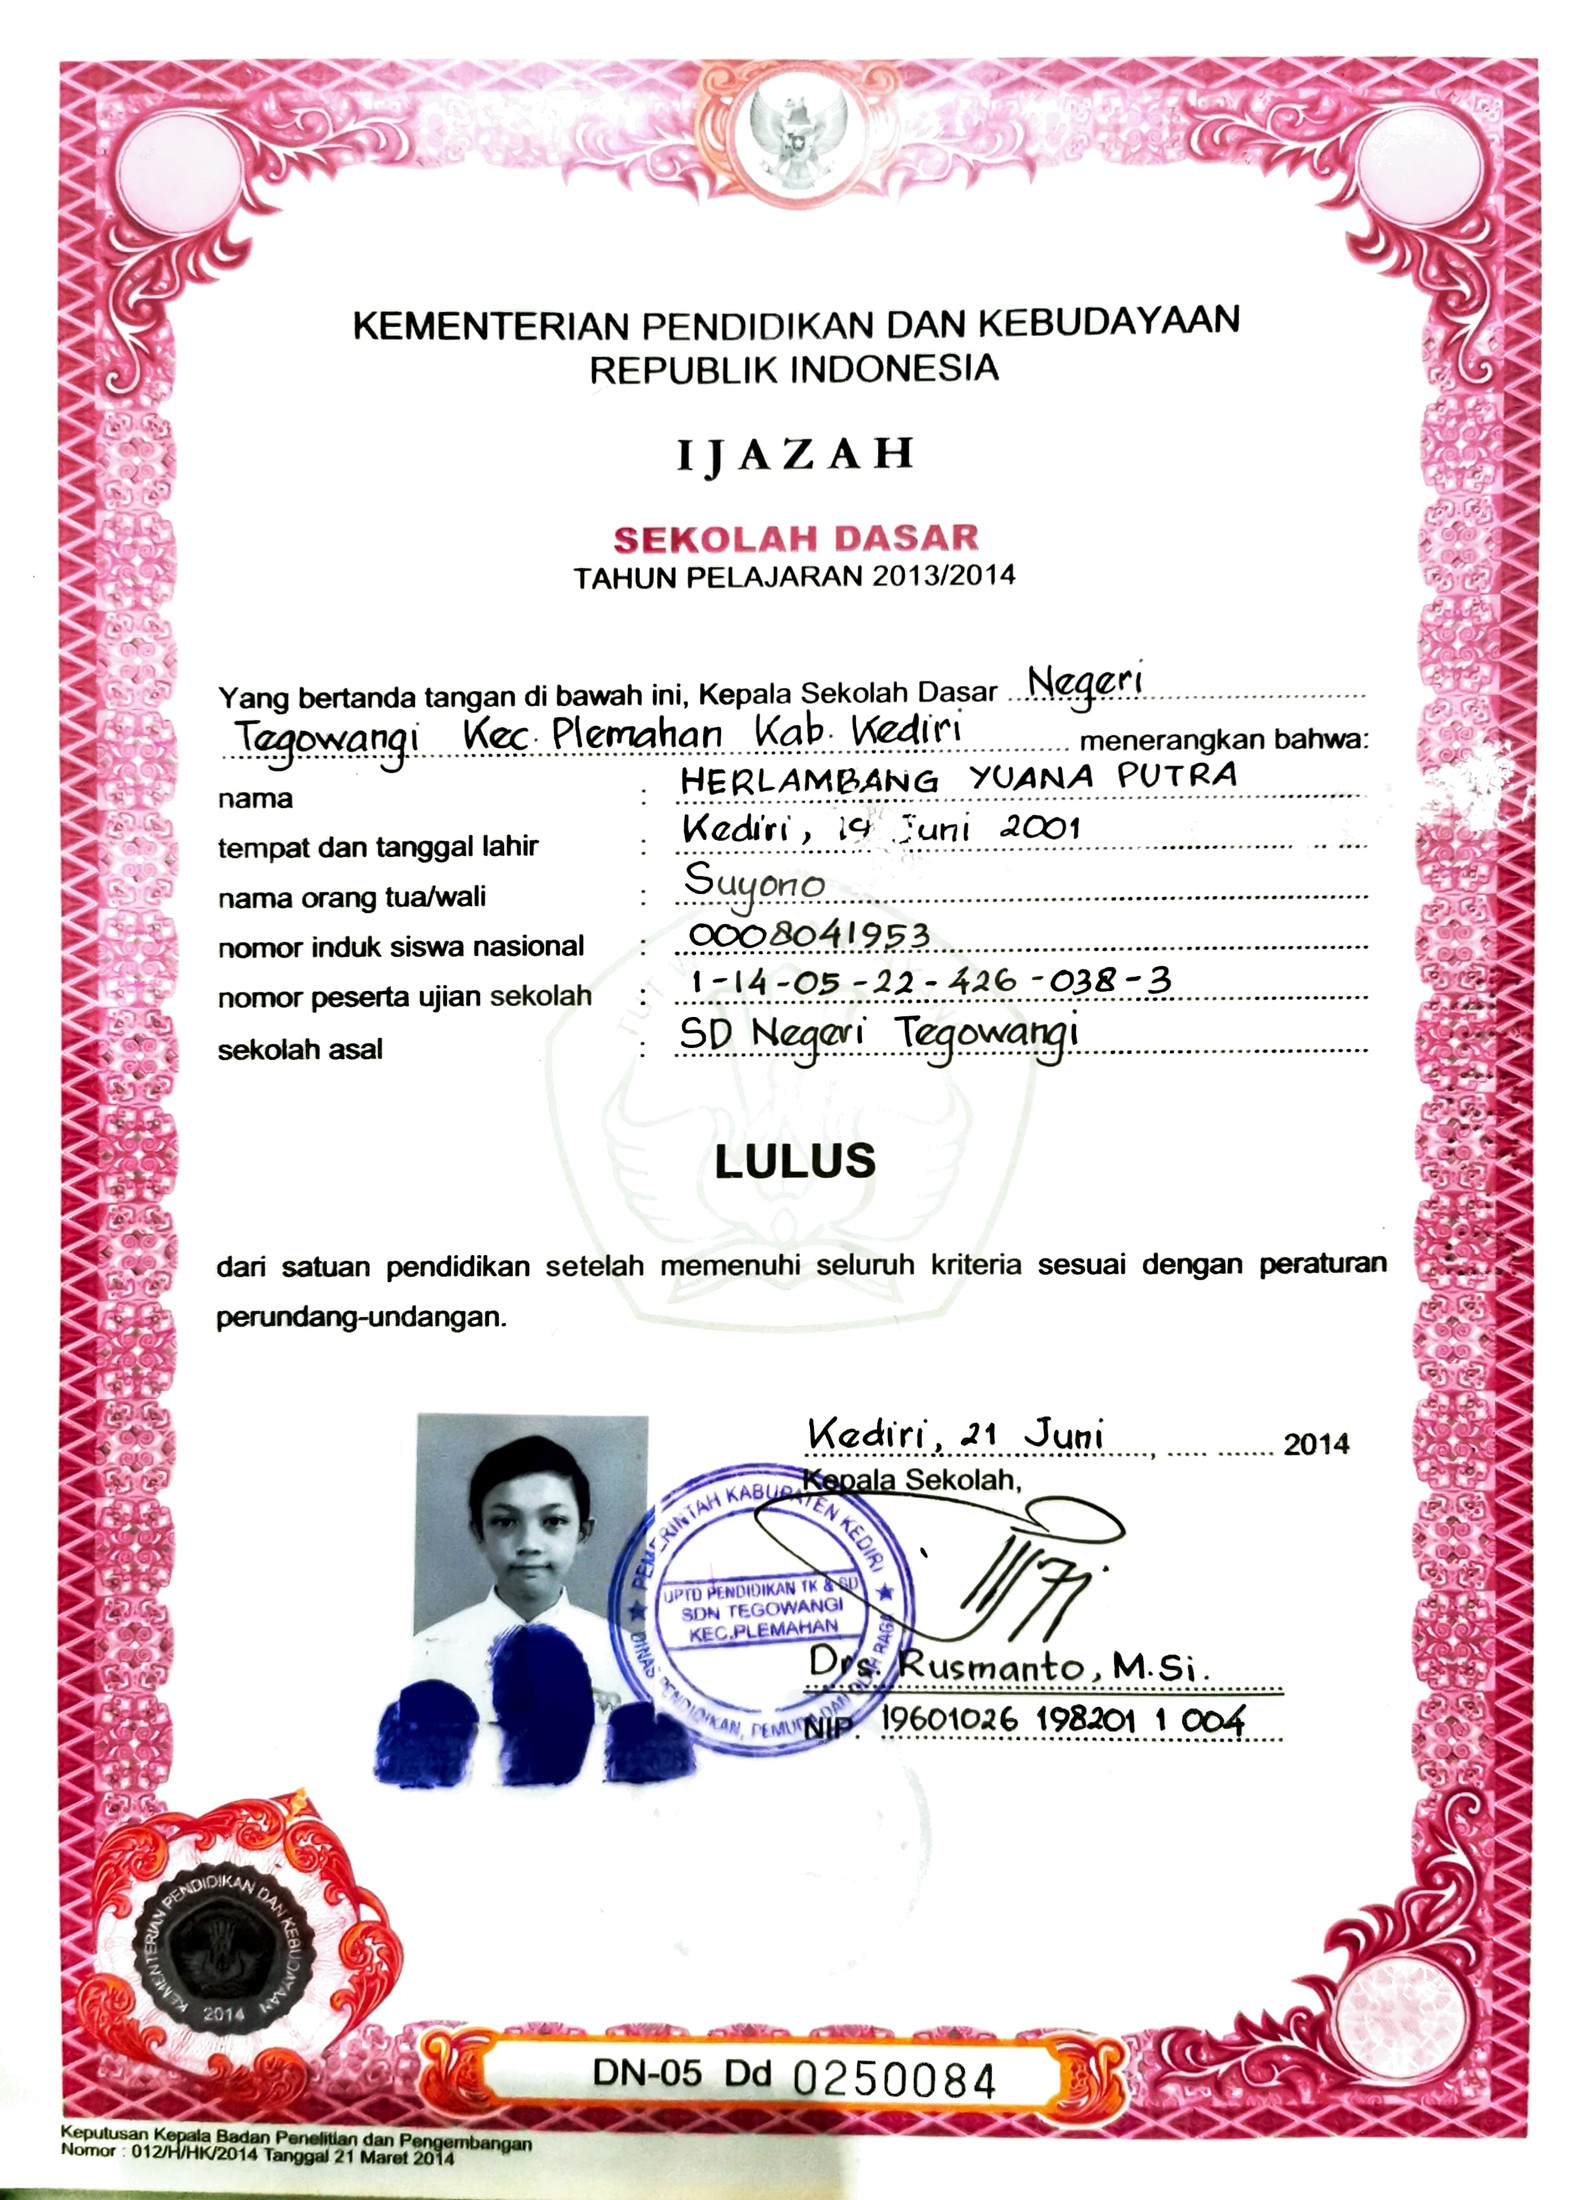 KEMENTERIAN PENDIDIKAN DAN KEBUDAYAAN
REPUBLIK INDONESIA
IJAZAH
SEKOLAH DASAR
TAHUN PELAJARAN 2013/2014
Yang bertanda tangan di bawah ini, Kepala Sekolah Dasar Negeri
Tegowangi Kec. Plemahan Kab. Kediri menerangkan bahwa:
nama : HERLAMBANG YUANA PUTRA
tempat dan tanggal lahir : Kediri, Juni 2001
nama orang tua/wali : Suyono
nomor induk siswa nasional : 0008041953
nomor peserta ujian sekolah : 1-14-05-22-426-038-3
sekolah asal : SD Negeri Tegowangi
LULUS
dari satuan pendidikan setelah memenuhi seluruh kriteria sesuai dengan peraturan
perundang-undangan.
Kediri, 21 Juni, 2014
Kepala Sekolah,
PEMERINTAH KABUPATEN KEDIRI
UPTD PENDIDIKAN TK & SD
SDN TEGOWANGI
KEC.PLEMAHAN
DINAS PENDIDIKAN, PEMUDA DAN OLAH RAGA
Drs. Rusmanto, M.Si.
NIP. 19601026 198201 1 004
KEMENTERIAN PENDIDIKAN DAN KEBUDAYAAN
2014
DN-05 Dd 0250084
Keputusan Kepala Badan Penelitian dan Pengembangan
Nomor : 012/H/HK/2014 Tanggal 21 Maret 2014